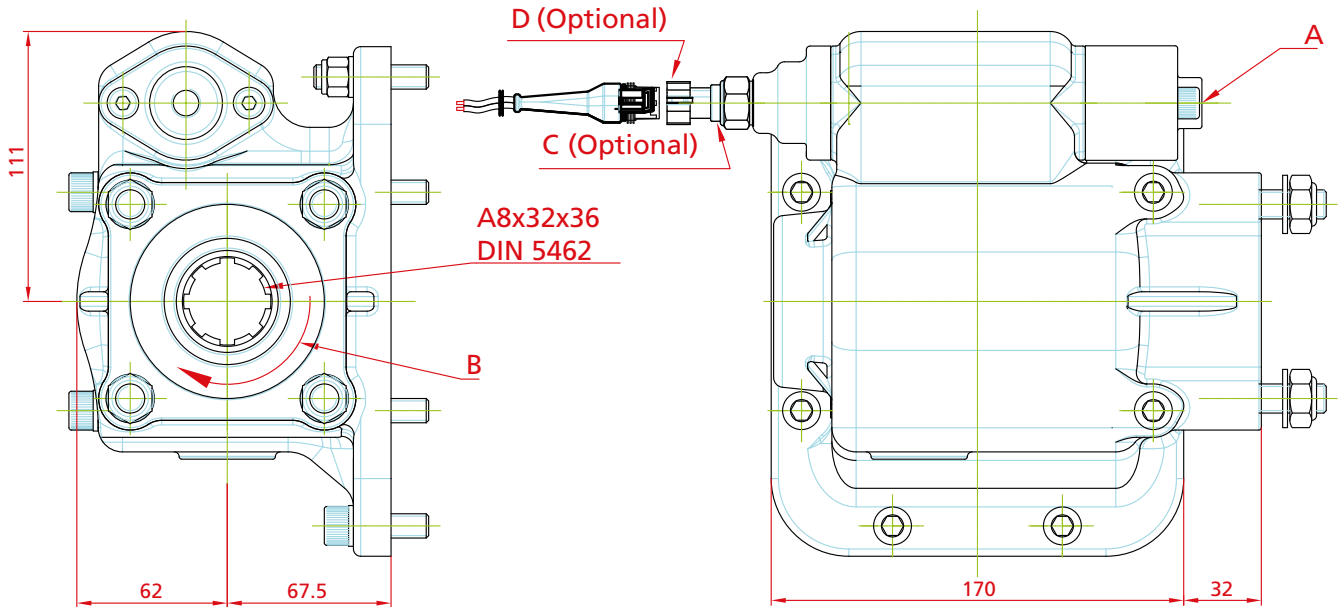 D (Optional)
A
C (Optional)
111
A8x32x36
DIN 5462
B
62
67.5
170
32